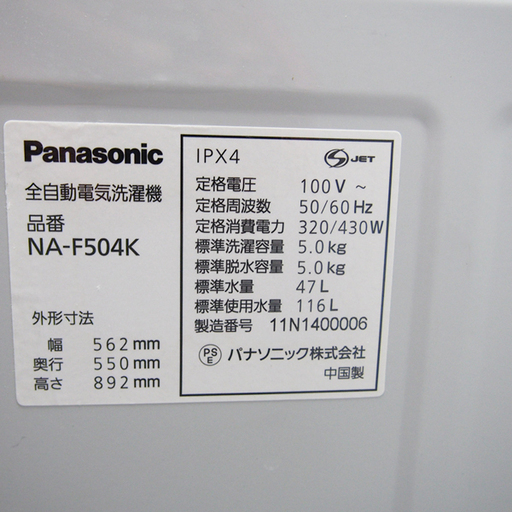 Panasonic
全自動電気洗濯機
品番
NA-F504K
外形寸法
幅 562mm
奥行 550mm
高さ 892mm
IPX4
S JET
定格電圧 100V ~
定格周波数 50/60 Hz
定格消費電力 320/430W
標準洗濯容量 5.0kg
標準脱水容量 5.0kg
標準水量 47L
標準使用水量 116L
製造番号 11N1400006
PSE パナソニック株式会社
中国製